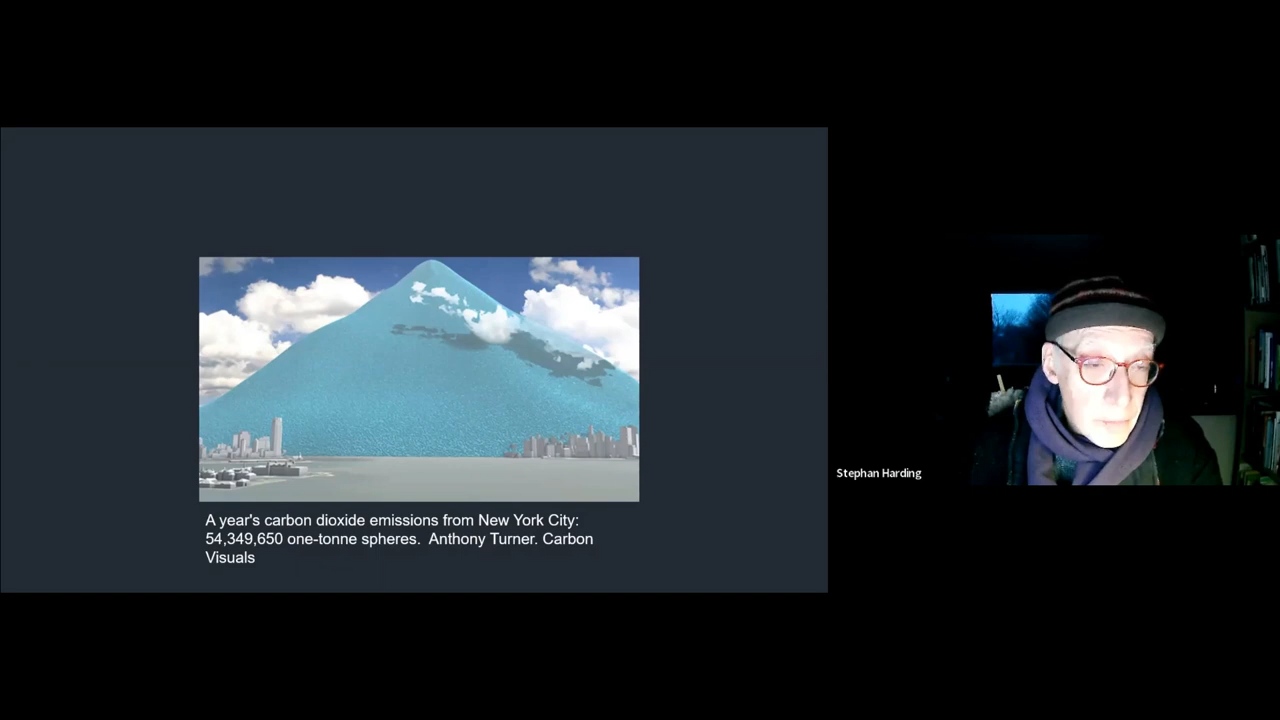 A year's carbon dioxide emissions from New York City:
54,349,650 one-tonne spheres.  Anthony Turner. Carbon
Visuals
Stephan Harding